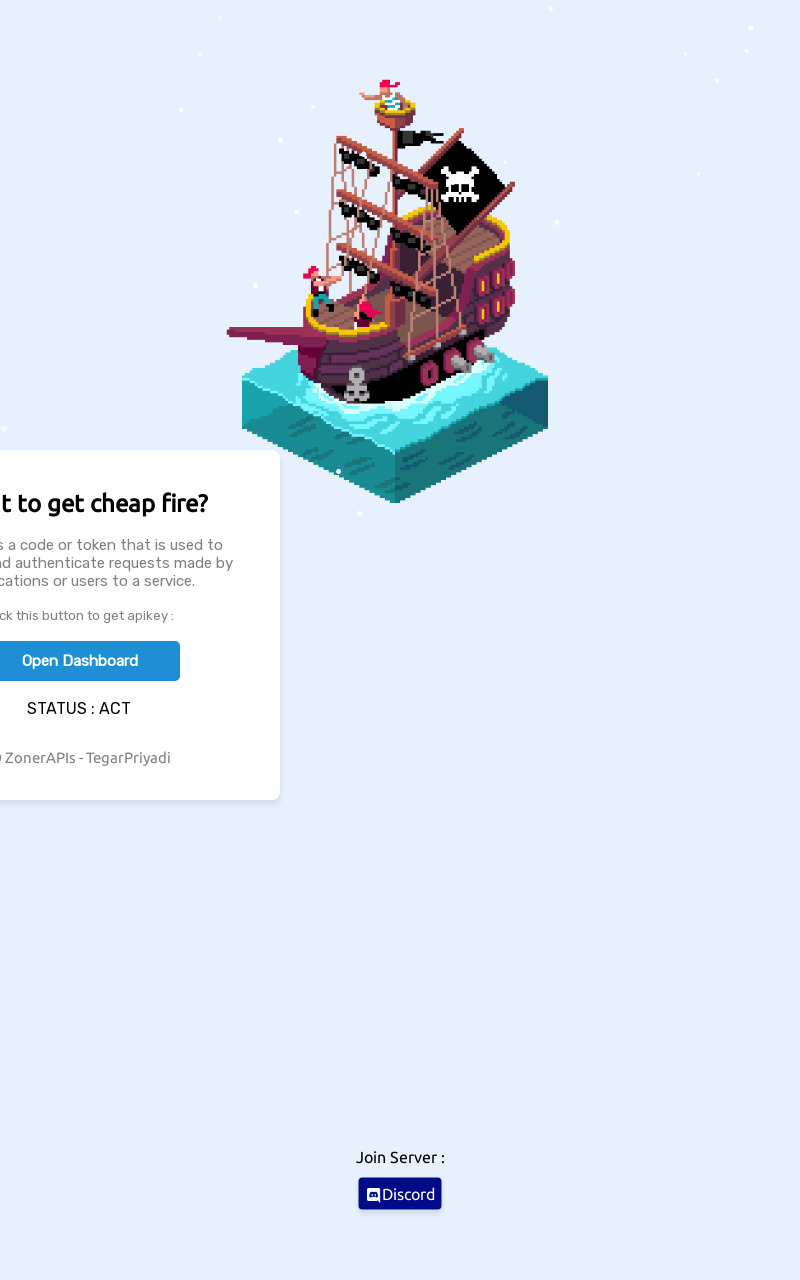 t to get cheap fire?
s a code or token that is used to
nd authenticate requests made by
cations or users to a service.
ck this button to get apikey :
Open Dashboard
STATUS : ACT
ZonerAPIs - TegarPriyadi
Join Server :
Discord